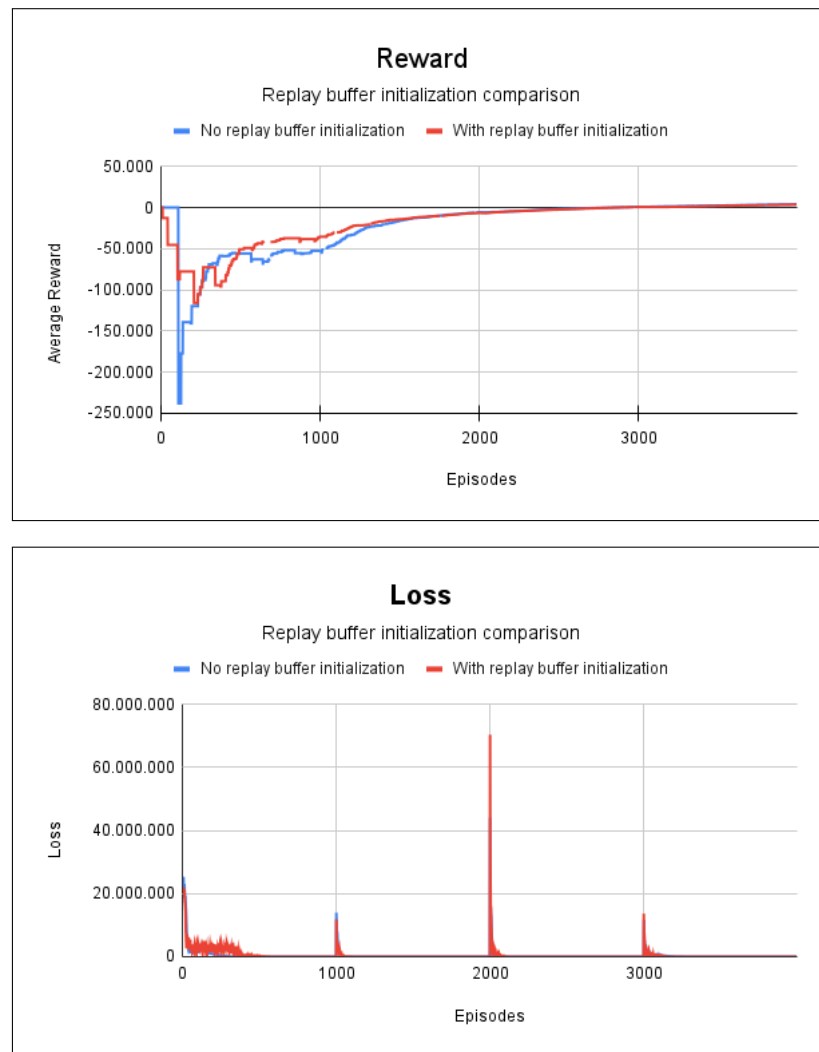 Reward
Replay buffer initialization comparison
No replay buffer initialization With replay buffer initialization
50.000
0
-50.000
-100.000
-150.000
-200.000
-250.000
Average Reward
0 1000 2000 3000
Episodes
Loss
Replay buffer initialization comparison
No replay buffer initialization With replay buffer initialization
80.000.000
60.000.000
40.000.000
20.000.000
0
Loss
0 1000 2000 3000
Episodes